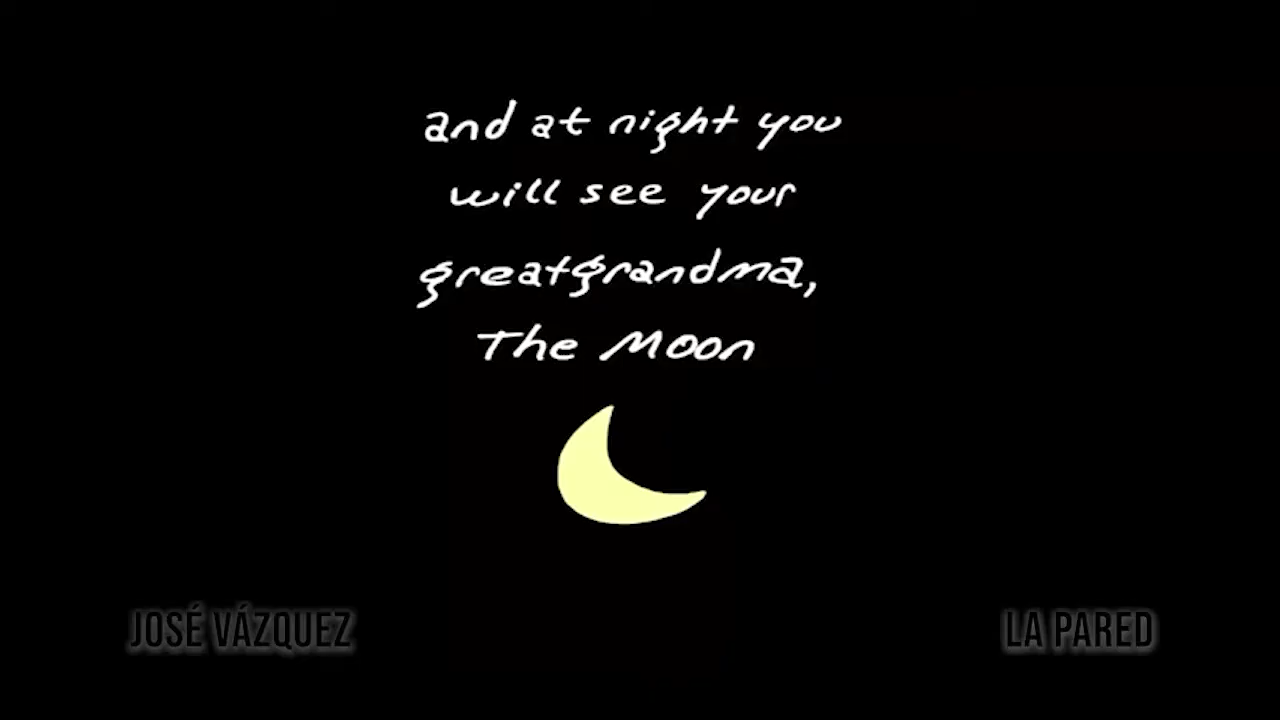 and at night you
will see your
greatgrandma,
The Moon
JOSÉ VÁZQUEZ
LA PARED